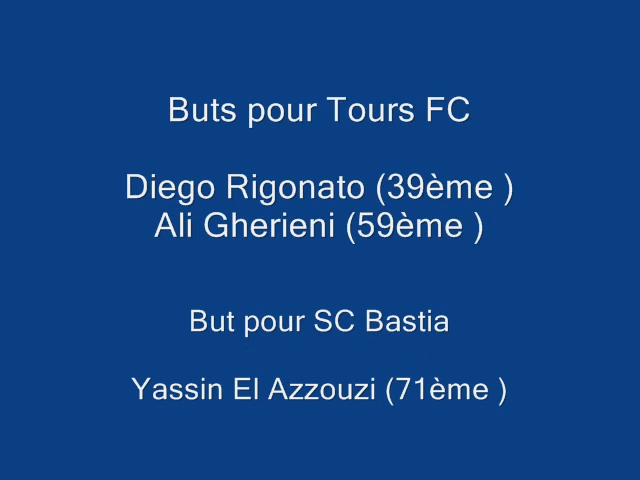 Buts pour Tours FC
Diego Rigonato (39ème )
Ali Gherieni (59ème )
But pour SC Bastia
Yassin El Azzouzi (71ème )